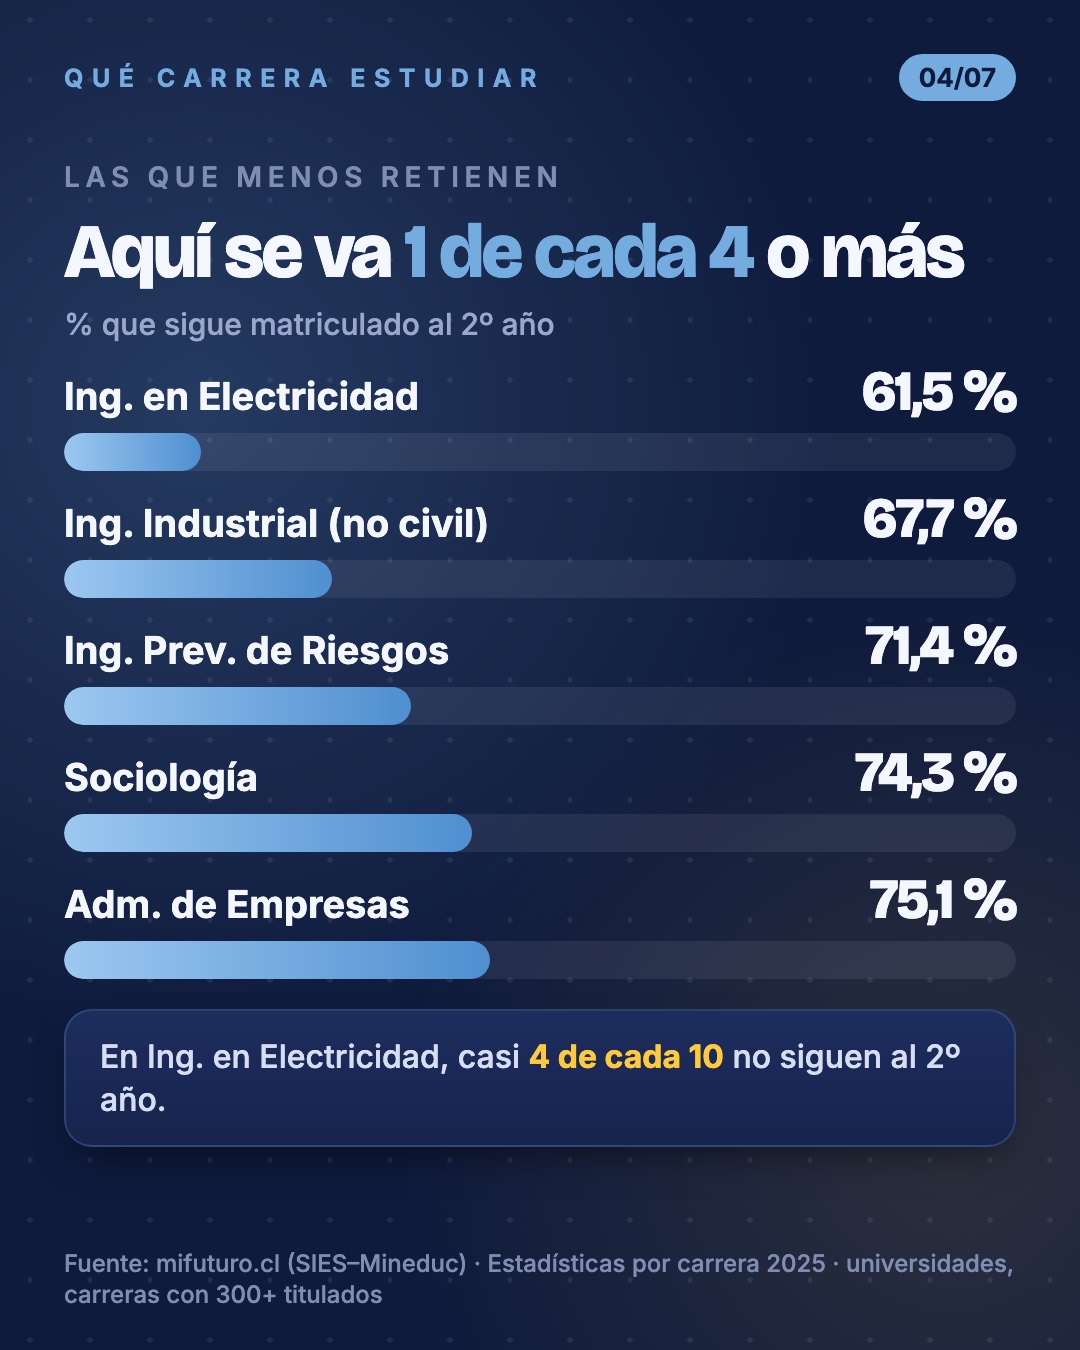 QUÉ CARRERA ESTUDIAR
04/07
LAS QUE MENOS RETIENEN
Aquí se va 1 de cada 4 o más
% que sigue matriculado al 2º año
Ing. en Electricidad
61,5 %
Ing. Industrial (no civil)
67,7 %
Ing. Prev. de Riesgos
71,4 %
Sociología
74,3 %
Adm. de Empresas
75,1 %
En Ing. en Electricidad, casi 4 de cada 10 no siguen al 2º
año.
Fuente: mifuturo.cl (SIES–Mineduc) · Estadísticas por carrera 2025 · universidades,
carreras con 300+ titulados